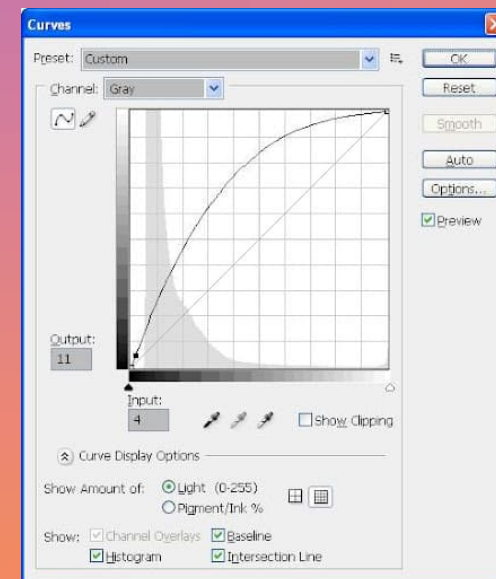 Curves
Preset: Custom
OK
Channel: Gray
Reset
Smooth
Auto
Options...
Preview
Output:
11
Input:
4
Show Clipping
Curve Display Options
Show Amount of: Light (0-255)
Pigment/Ink %
Show: Channel Overlays Baseline
Histogram Intersection Line